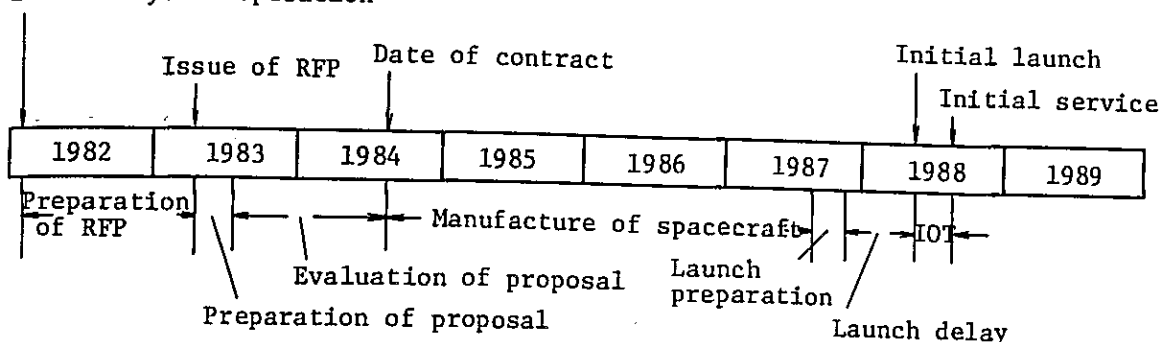 Issue of RFP
Date of contract
Initial launch
Initial service
1982
1983
1984
1985
1986
1987
1988
1989
Preparation
of RFP
Manufacture of spacecraft
IOT
Evaluation of proposal
Launch
preparation
Preparation of proposal
Launch delay